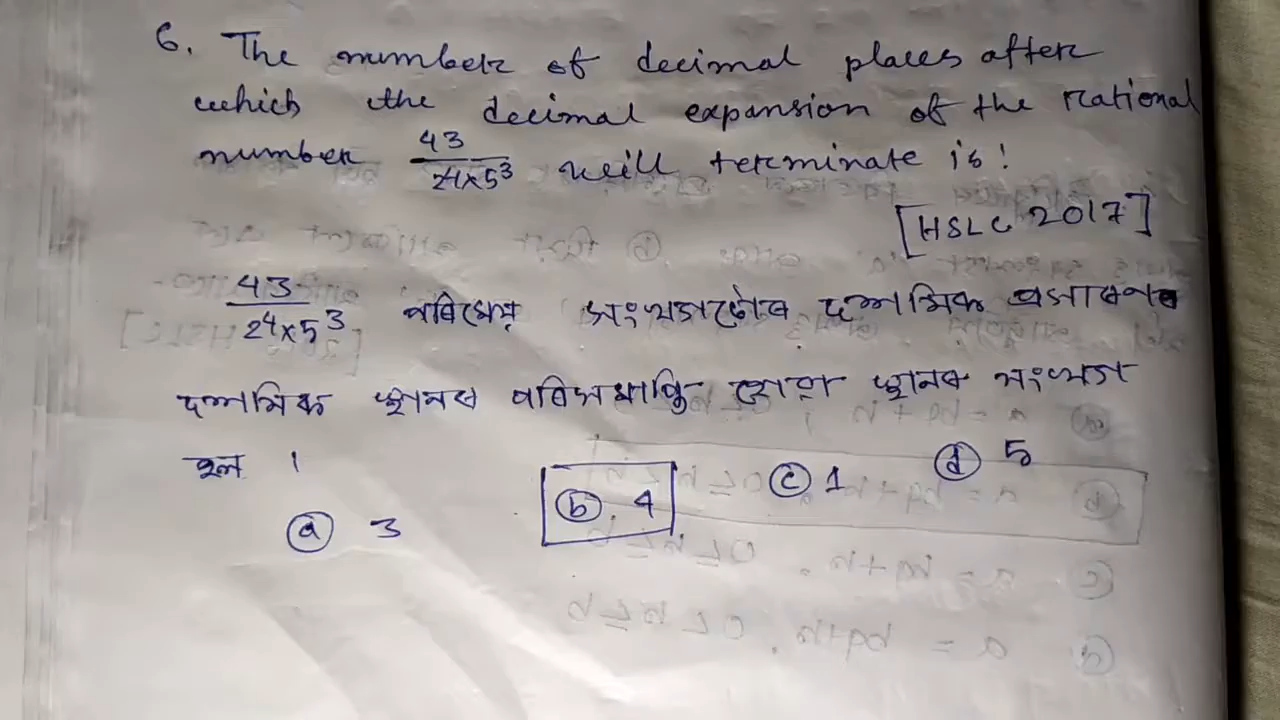 6. The number of decimal places after
which the decimal expansion of the rational
number 43/2⁴×5³ will terminate is!
[HSLC 2017]
43/2⁴×5³ পৰিমেয় সংখ্যাটোৰ দশমিক প্ৰসাৰণৰ
দশমিক স্থানৰ পৰিসমাপ্তি হোৱা স্থানৰ সংখ্যা
হ'ল ।
ⓐ 3 ⓑ. 4 ⓒ 1 ⓓ 5